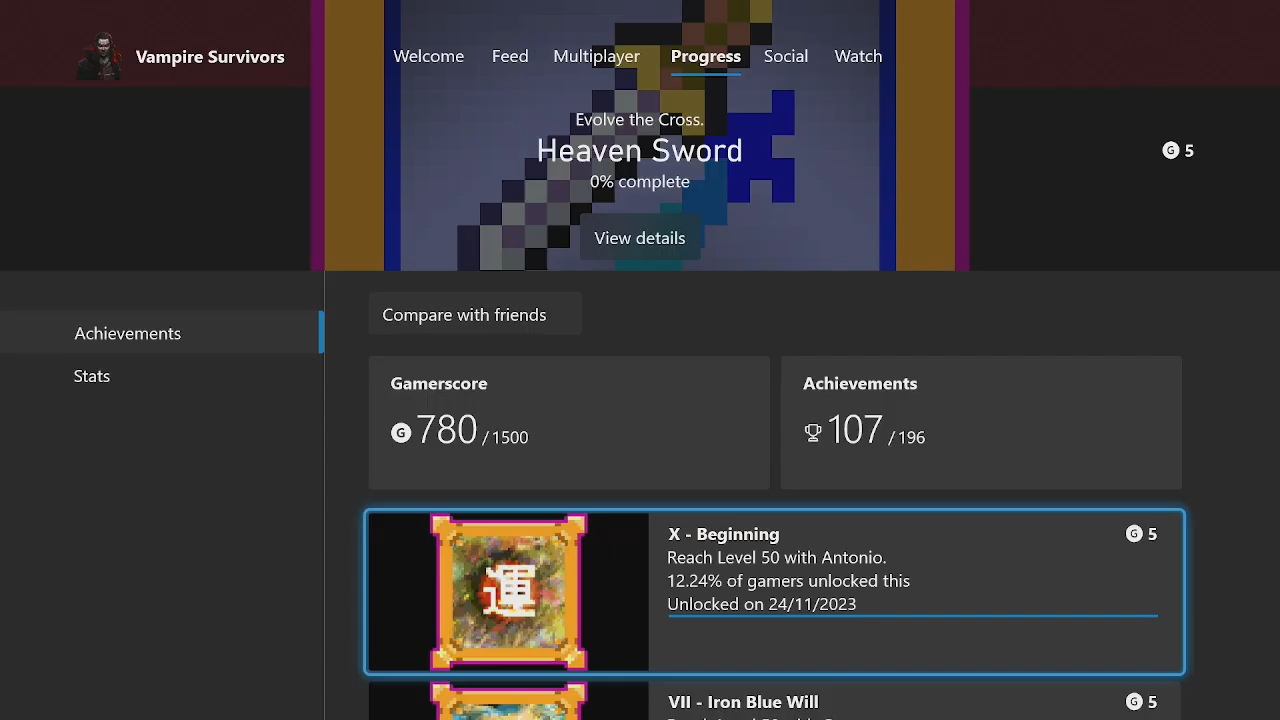 Vampire Survivors
Welcome Feed Multiplayer Progress Social Watch
Evolve the Cross.
Heaven Sword
0% complete
G 5
View details
Achievements
Stats
Compare with friends
Gamerscore
G 780 / 1500
Achievements
107 / 196
運
X - Beginning
G 5
Reach Level 50 with Antonio.
12.24% of gamers unlocked this
Unlocked on 24/11/2023
VII - Iron Blue Will
G 5